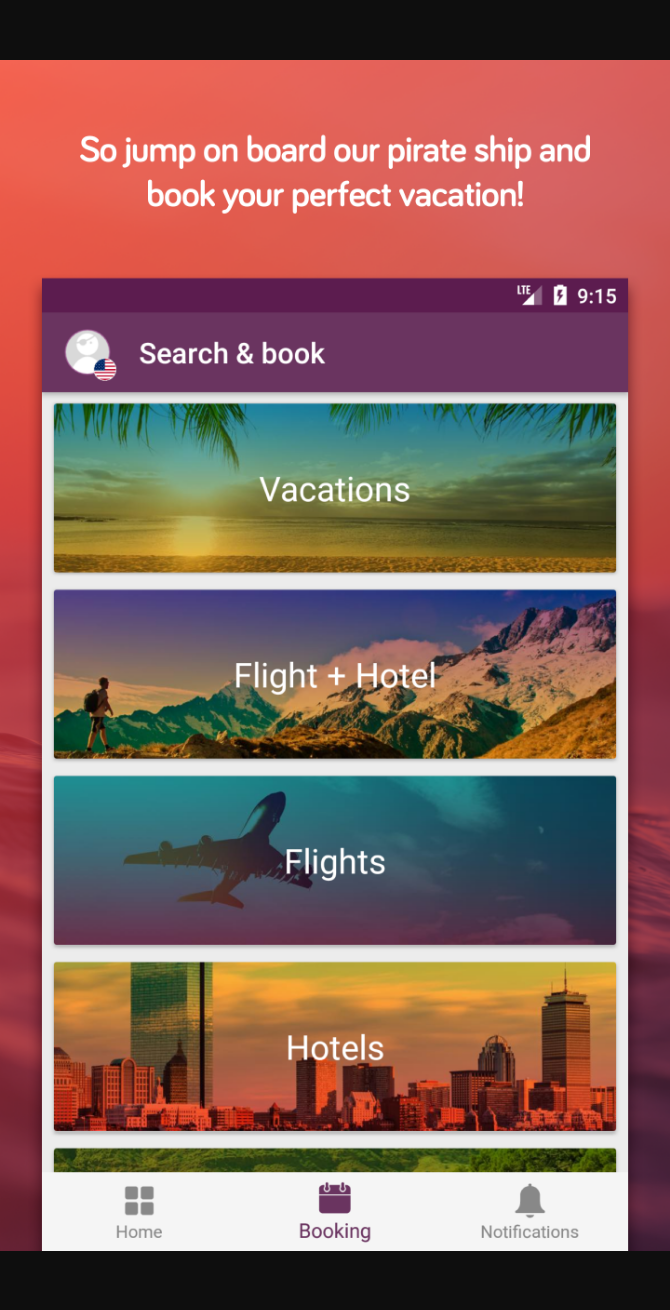 So jump on board our pirate ship and
book your perfect vacation!
LTE 9:15
Search & book
Vacations
Flight + Hotel
Flights
Hotels
Home Booking Notifications